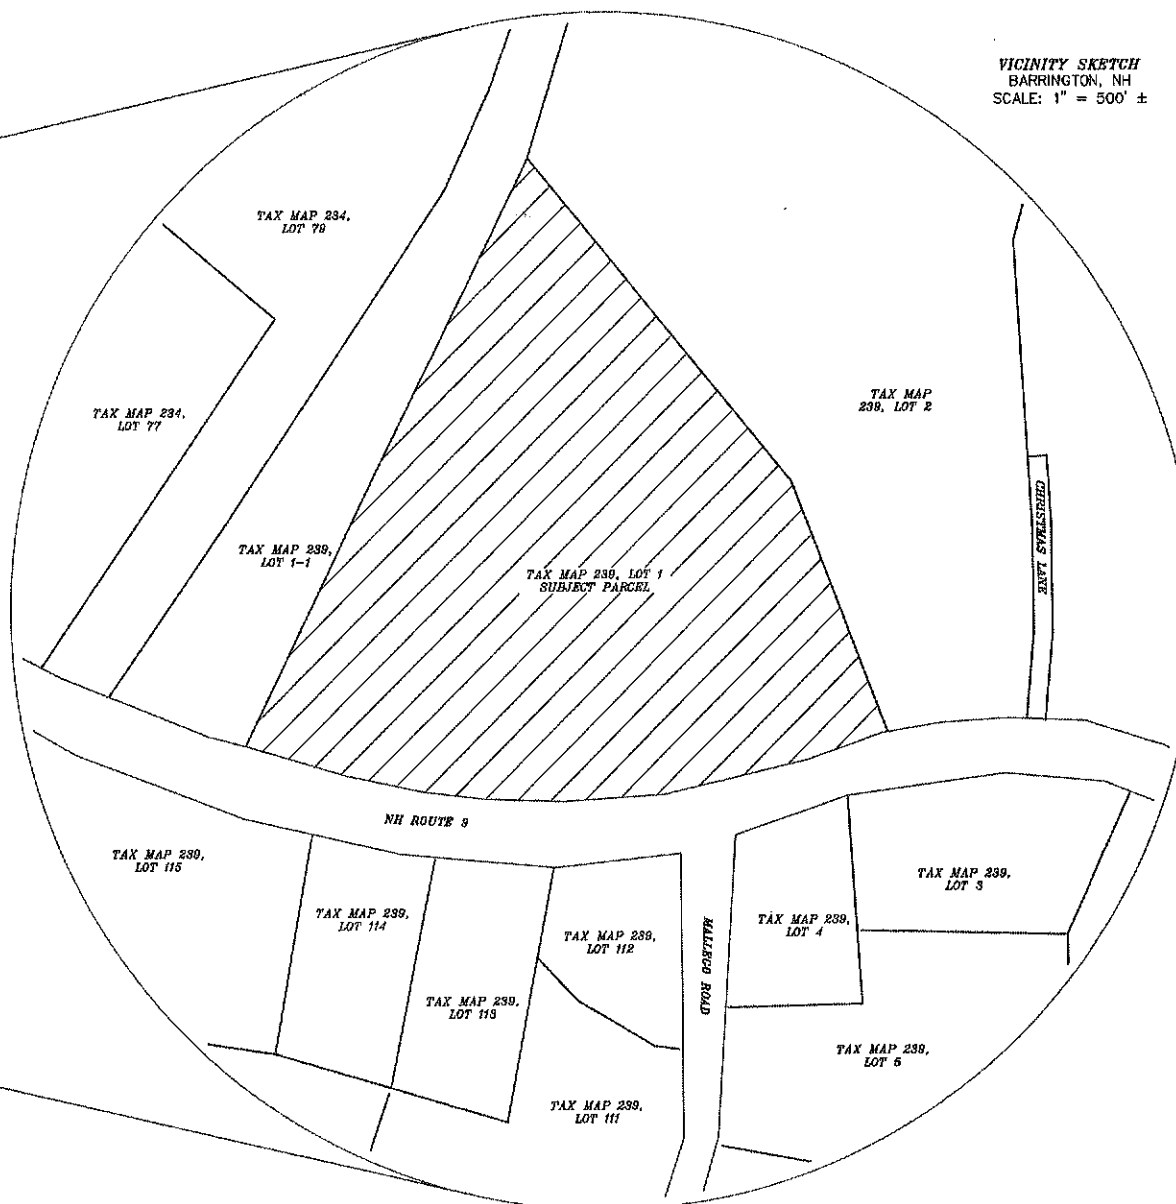 VICINITY SKETCH
BARRINGTON, NH
SCALE: 1" = 500' ±
TAX MAP 234,
LOT 79
TAX MAP 234,
LOT 77
TAX MAP
239, LOT 2
CHRISTMAS LANE
TAX MAP 239,
LOT 1-1
TAX MAP 239, LOT 1
SUBJECT PARCEL
NH ROUTE 9
TAX MAP 239,
LOT 115
TAX MAP 239,
LOT 114
TAX MAP 239,
LOT 113
TAX MAP 239,
LOT 112
MALLEGO ROAD
TAX MAP 239,
LOT 4
TAX MAP 239,
LOT 3
TAX MAP 239,
LOT 5
TAX MAP 239,
LOT 111